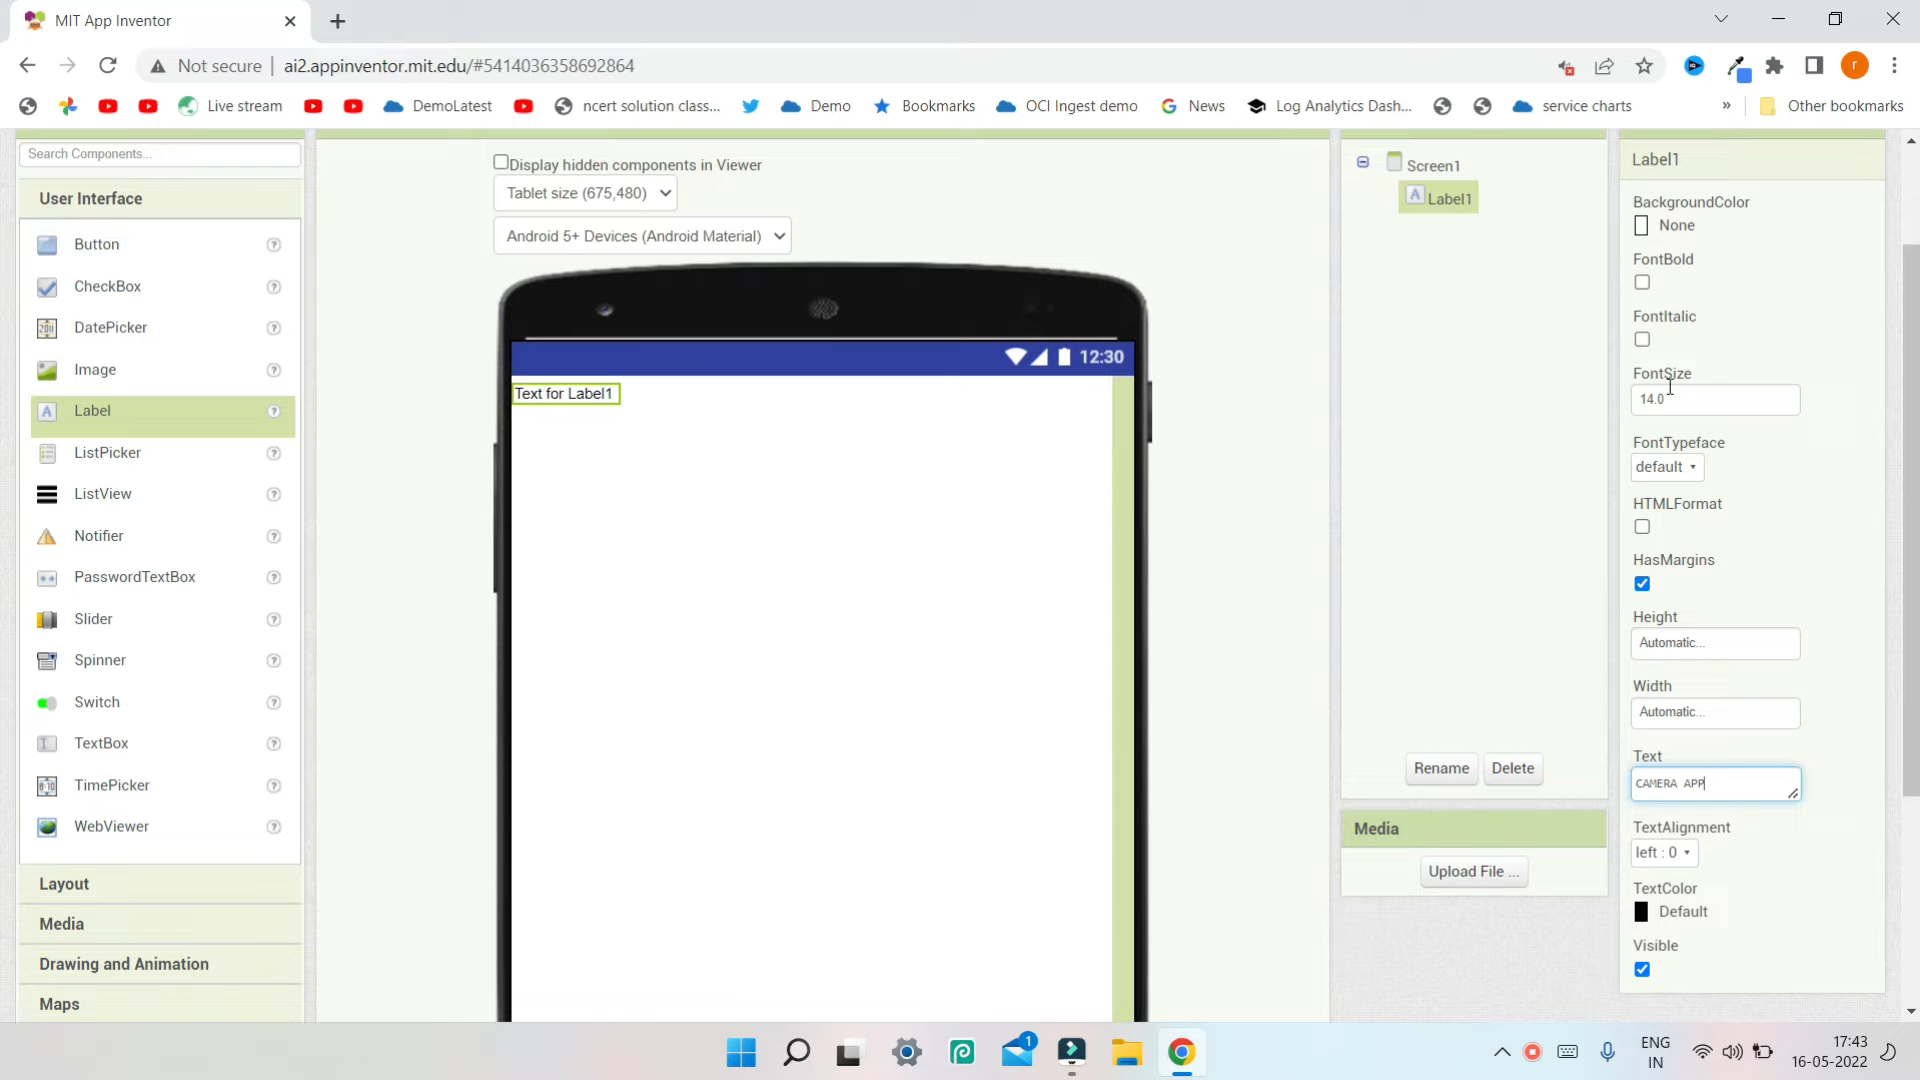 MIT App Inventor
Not secure
ai2.appinventor.mit.edu/#5414036358692864
r
Live stream
DemoLatest
ncert solution class...
Demo
Bookmarks
OCI Ingest demo
News
Log Analytics Dash...
service charts
»
Other bookmarks
Search Components...
User Interface
Button
CheckBox
DatePicker
Image
Label
ListPicker
ListView
Notifier
PasswordTextBox
Slider
Spinner
Switch
TextBox
TimePicker
WebViewer
Layout
Media
Drawing and Animation
Maps
Display hidden components in Viewer
Tablet size (675,480)
Android 5+ Devices (Android Material)
12:30
Text for Label1
Screen1
Label1
Rename
Delete
Media
Upload File ...
Label1
BackgroundColor
None
FontBold
FontItalic
FontSize
14.0
FontTypeface
default
HTMLFormat
HasMargins
Height
Automatic...
Width
Automatic...
Text
CAMERA APP
TextAlignment
left : 0
TextColor
Default
Visible
1
ENG
IN
17:43
16-05-2022